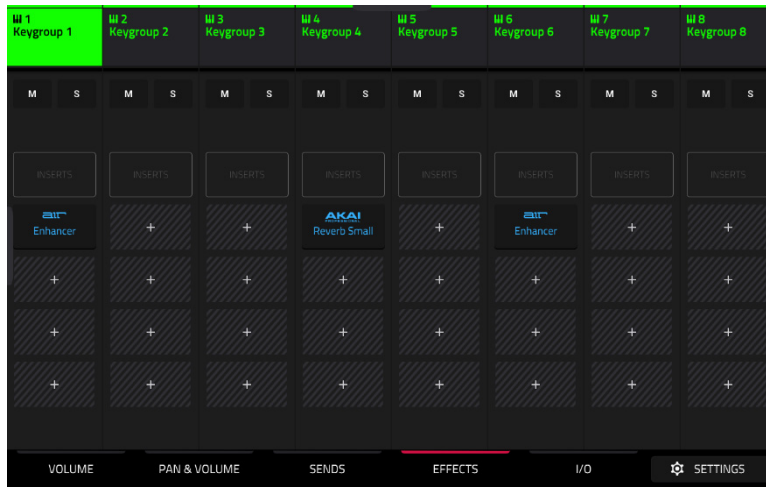 1 2 3 4 5 6 7 8
Keygroup 1 Keygroup 2 Keygroup 3 Keygroup 4 Keygroup 5 Keygroup 6 Keygroup 7 Keygroup 8
M S M S M S M S M S M S M S M S
INSERTS INSERTS INSERTS INSERTS INSERTS INSERTS INSERTS INSERTS
air + + AKAI + air + +
PROFESSIONAL
Enhancer Reverb Small Enhancer
+ + + + + + + +
+ + + + + + + +
+ + + + + + + +
VOLUME PAN & VOLUME SENDS EFFECTS I/O SETTINGS